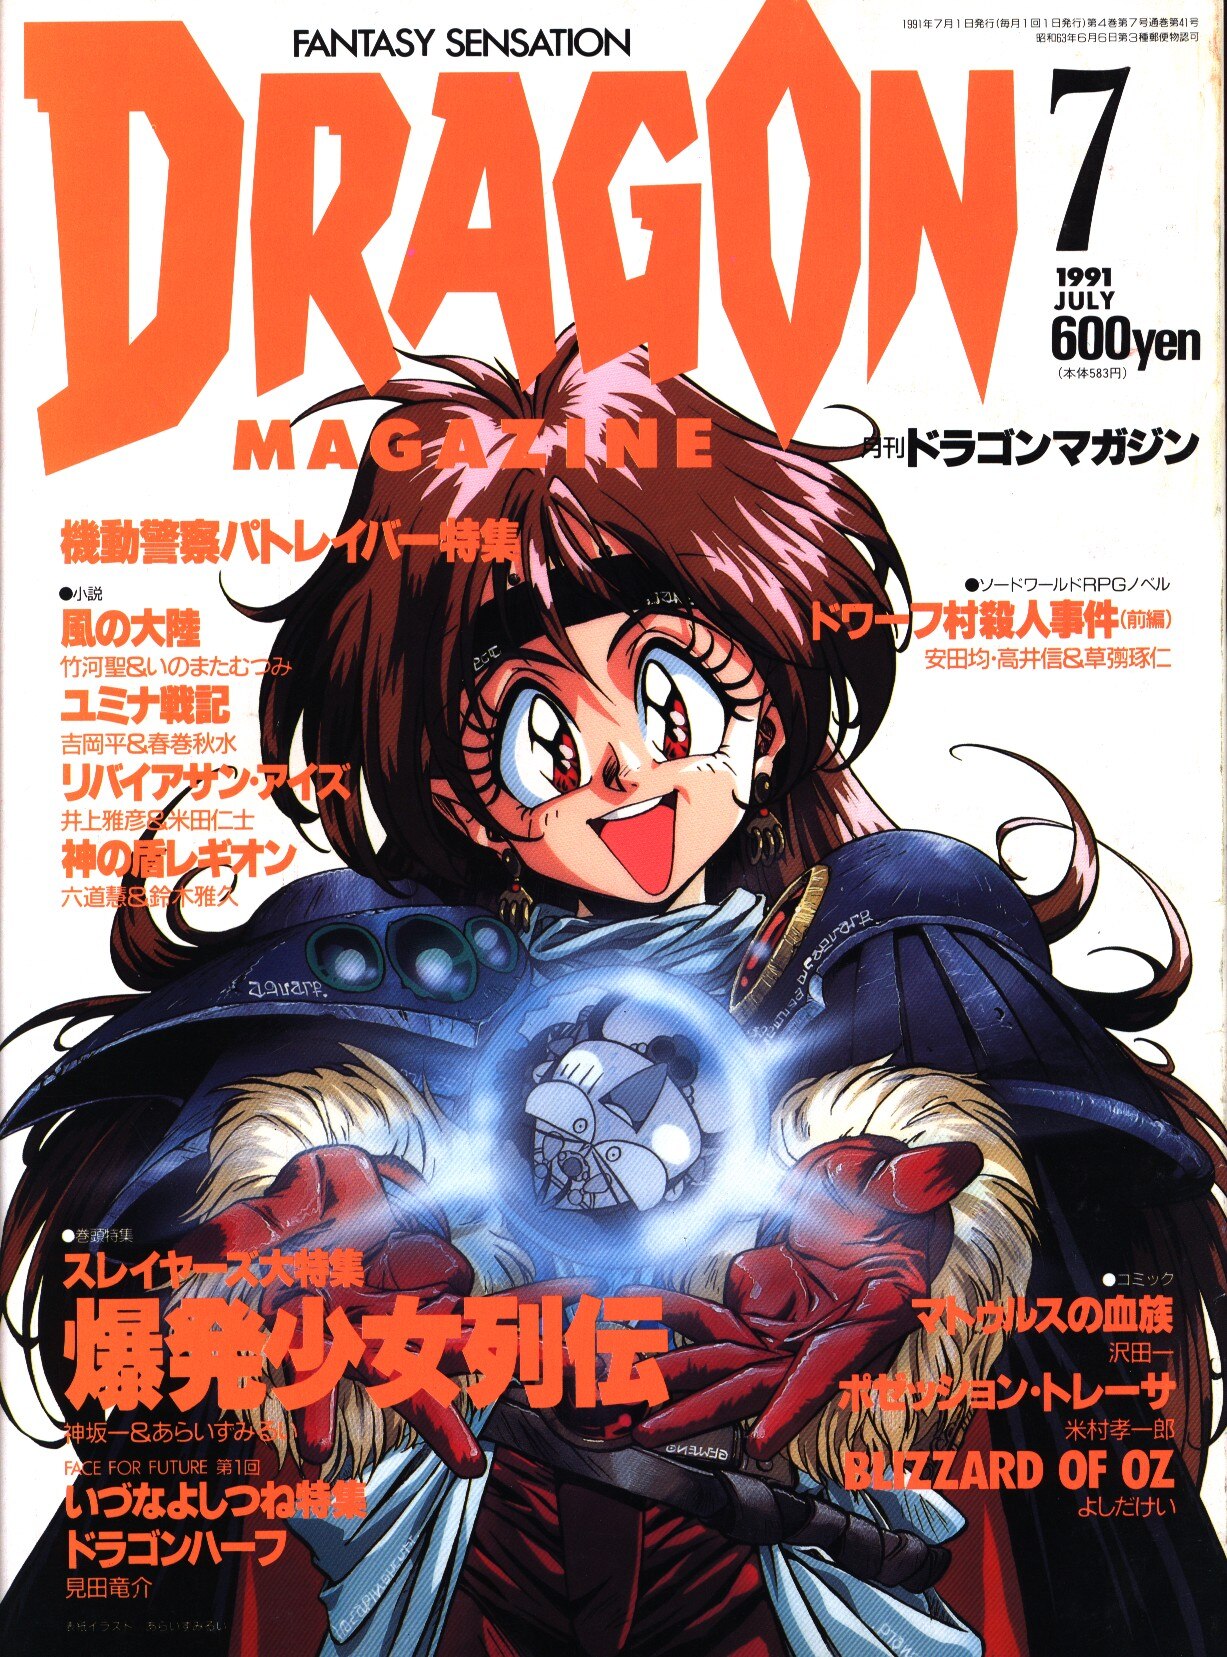 1991年7月1日発行(毎月1回1日発行)第4巻第7号通巻第41号
昭和63年6月6日第3種郵便物認可
FANTASY SENSATION
DRAGON
MAGAZINE
7
1991
JULY
600yen
(本体583円)
月刊ドラゴンマガジン
機動警察パトレイバー特集
●小説
風の大陸
竹河聖&いのまたむつみ
ユミナ戦記
吉岡平&春巻秋水
リバイアサン・アイズ
井上雅彦&米田仁士
神の盾レギオン
六道慧&鈴木雅久
●ソードワールドRPGノベル
ドワーフ村殺人事件(前編)
安田均・高井信&草彅琢仁
aquarp.
●巻頭特集
スレイヤーズ大特集
爆発少女列伝
神坂一&あらいずみるい
FACE FOR FUTURE 第1回
いづなよしつね特集
ドラゴンハーフ
見田竜介
表紙イラスト あらいずみるい
●コミック
マトゥルスの血族
沢田一
ポゼッション・トレーサ
米村孝一郎
BLIZZARD OF OZ
よしだけい